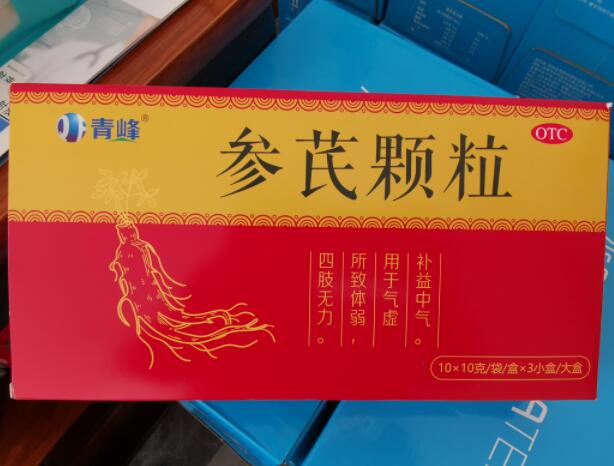 青峰®
参芪颗粒
OTC
补益中气。
用于气虚
所致体弱，
四肢无力。
10×10克/袋/盒×3小盒/大盒